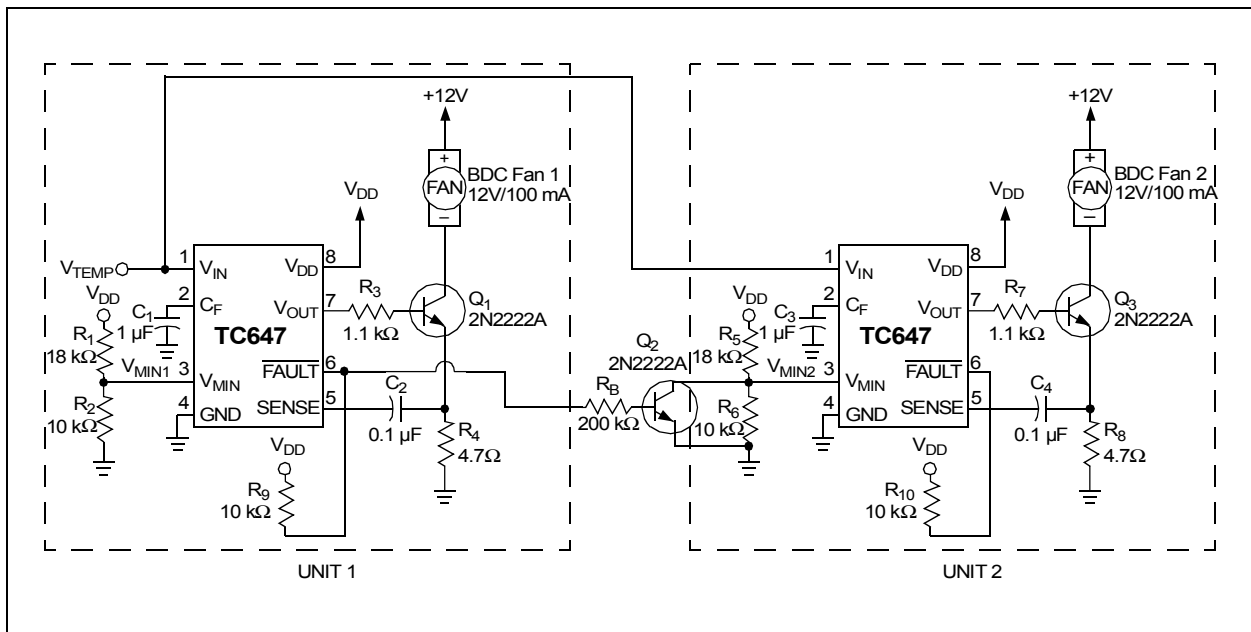 +12V
BDC Fan 1
12V/100 mA
+
FAN
–
VDD
VTEMP
1
VIN
VDD
8
VDD
2
CF
C1
1 µF
R1
18 kΩ
TC647
VOUT
7
R3
1.1 kΩ
Q1
2N2222A
VMIN1
3
VMIN
FAULT
6
R2
10 kΩ
4
GND
SENSE
5
C2
0.1 µF
R4
4.7Ω
VDD
R9
10 kΩ
UNIT 1
RB
200 kΩ
Q2
2N2222A
+12V
BDC Fan 2
12V/100 mA
+
FAN
–
VDD
1
VIN
VDD
8
VDD
2
CF
C3
1 µF
R5
18 kΩ
TC647
VOUT
7
R7
1.1 kΩ
Q3
2N2222A
VMIN2
3
VMIN
FAULT
6
R6
10 kΩ
4
GND
SENSE
5
C4
0.1 µF
R8
4.7Ω
VDD
R10
10 kΩ
UNIT 2